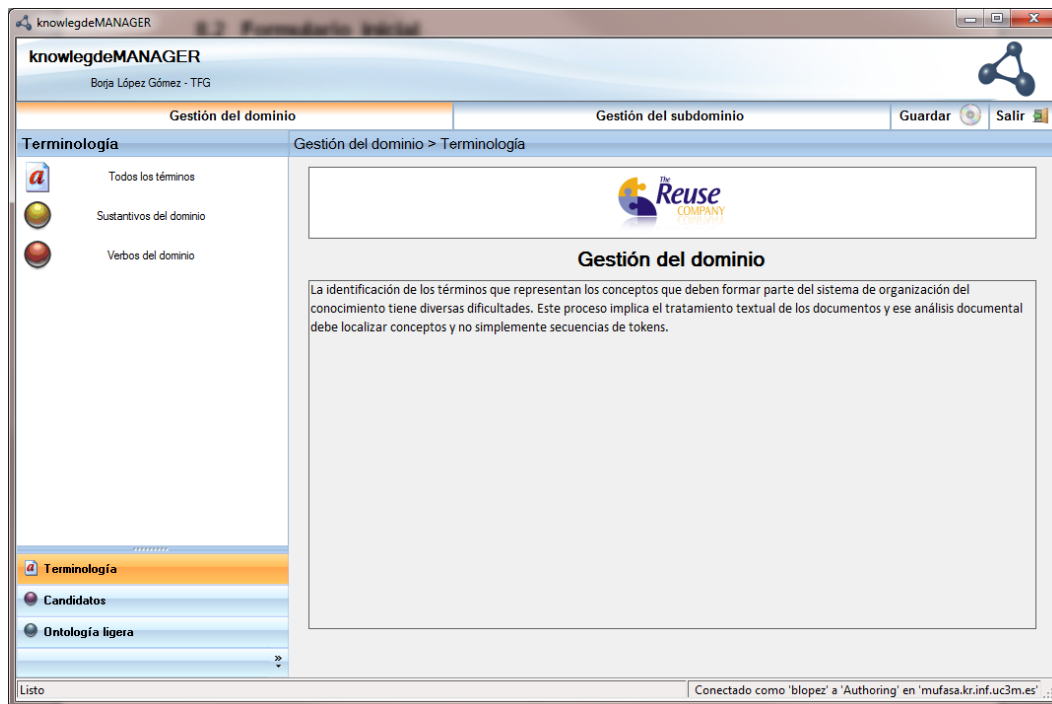 knowlegdeMANAGER
8.2 Formulario inicial
knowlegdeMANAGER
Borja López Gómez - TFG
Gestión del dominio
Gestión del subdominio
Guardar
Salir
Terminología
Gestión del dominio > Terminología
a
Todos los términos
Sustantivos del dominio
Verbos del dominio
The
Reuse
COMPANY
Gestión del dominio
La identificación de los términos que representan los conceptos que deben formar parte del sistema de organización del
conocimiento tiene diversas dificultades. Este proceso implica el tratamiento textual de los documentos y ese análisis documental
debe localizar conceptos y no simplemente secuencias de tokens.
a Terminología
Candidatos
Ontología ligera
Listo
Conectado como 'blopez' a 'Authoring' en 'mufasa.kr.inf.uc3m.es'